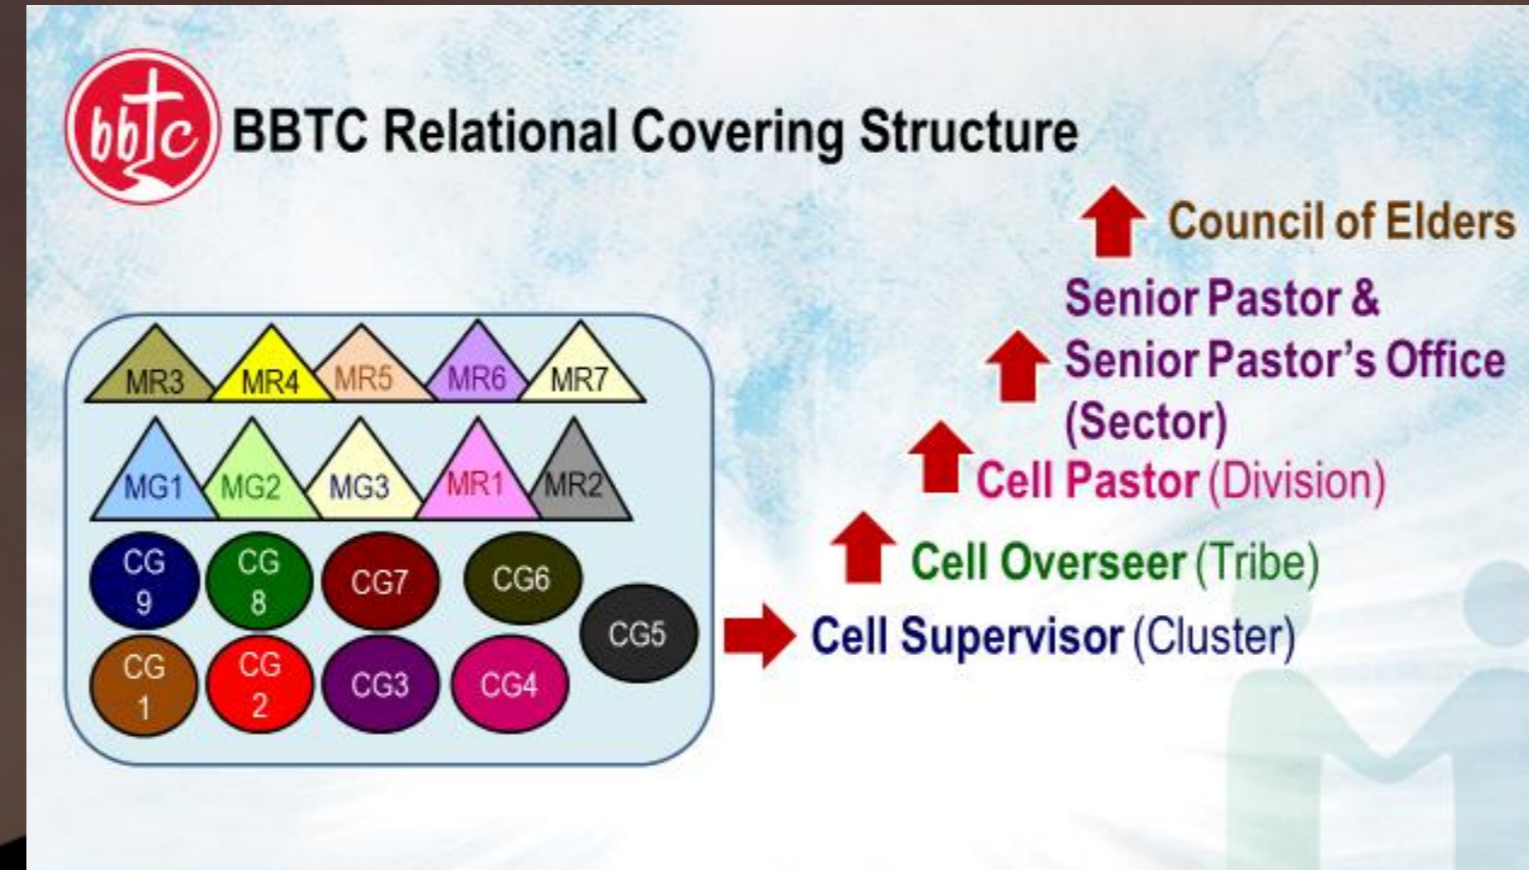 bbtc
BBTC Relational Covering Structure
Council of Elders
Senior Pastor &
Senior Pastor's Office
(Sector)
Cell Pastor (Division)
Cell Overseer (Tribe)
Cell Supervisor (Cluster)
MR3 MR4 MR5 MR6 MR7
MG1 MG2 MG3 MR1 MR2
CG
9
CG
8
CG7
CG6
CG5
CG
1
CG
2
CG3
CG4